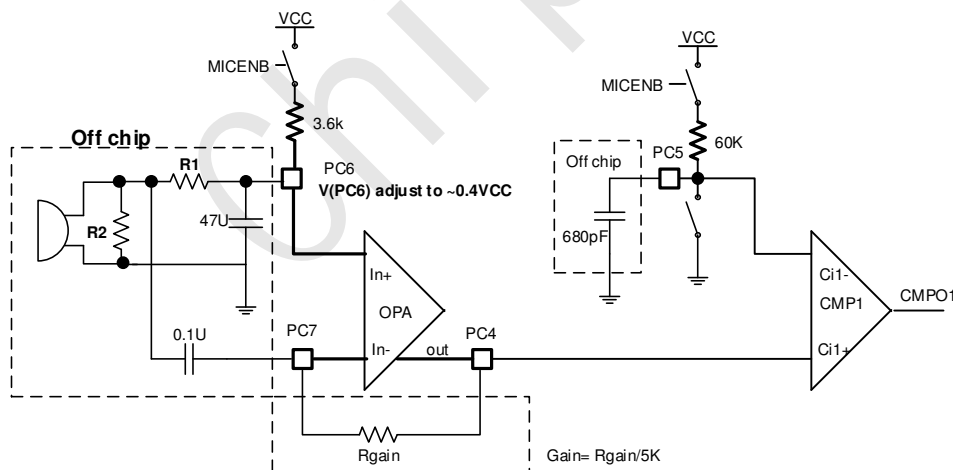 VCC
MICENB
3.6k
Off chip
R1
PC6
V(PC6) adjust to ~0.4VCC
R2
47U
In+
OPA
In-
out
0.1U
PC7
PC4
Rgain
Gain= Rgain/5K
VCC
MICENB
60K
Off chip
PC5
680pF
Ci1-
CMP1
Ci1+
CMPO1